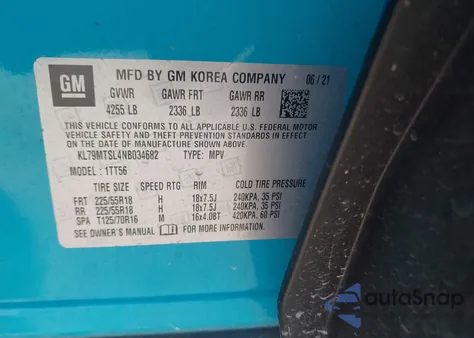 GM MFD BY GM KOREA COMPANY 06 / 21
GVWR GAWR FRT GAWR RR
4255 LB 2336 LB 2336 LB
THIS VEHICLE CONFORMS TO ALL APPLICABLE U.S. FEDERAL MOTOR
VEHICLE SAFETY AND THEFT PREVENTION STANDARDS IN EFFECT
ON THE DATE OF MANUFACTURE SHOWN ABOVE.
KL79MTSL4NB034682 TYPE: MPV
MODEL : 1TT56
TIRE SIZE SPEED RTG RIM COLD TIRE PRESSURE
FRT 225/55R18 H 18x7.5J 240KPA, 35 PSI
RR 225/55R18 H 18x7.5J 240KPA, 35 PSI
SPA T125/70R16 M 16x4.0BT 420KPA, 60 PSI
SEE OWNER'S MANUAL FOR MORE INFORMATION.
autoSnap